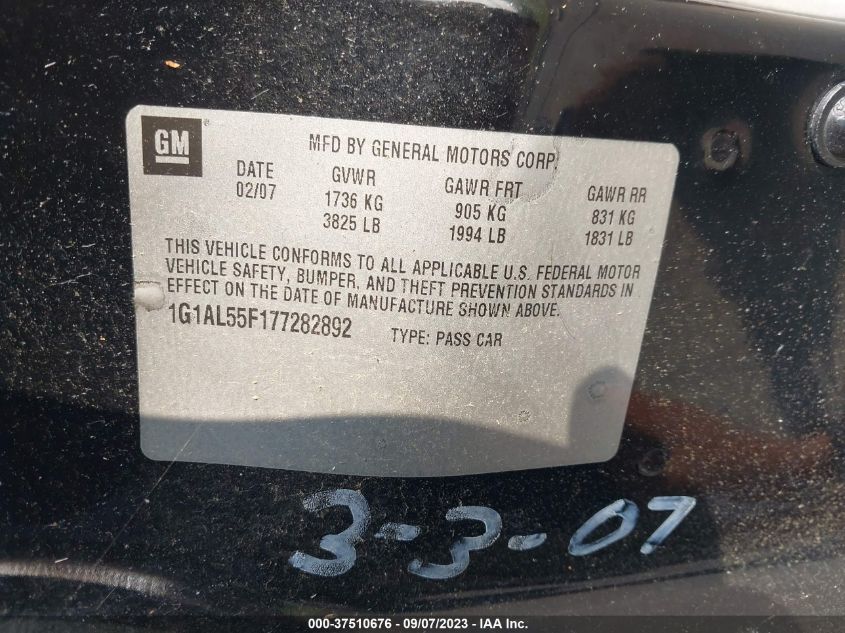 GM
MFD BY GENERAL MOTORS CORP.
DATE GVWR GAWR FRT GAWR RR
02/07 1736 KG 905 KG 831 KG
3825 LB 1994 LB 1831 LB
THIS VEHICLE CONFORMS TO ALL APPLICABLE U.S. FEDERAL MOTOR
VEHICLE SAFETY, BUMPER, AND THEFT PREVENTION STANDARDS IN
EFFECT ON THE DATE OF MANUFACTURE SHOWN ABOVE.
1G1AL55F177282892 TYPE: PASS CAR
3-3-07
000-37510676 - 09/07/2023 - IAA Inc.